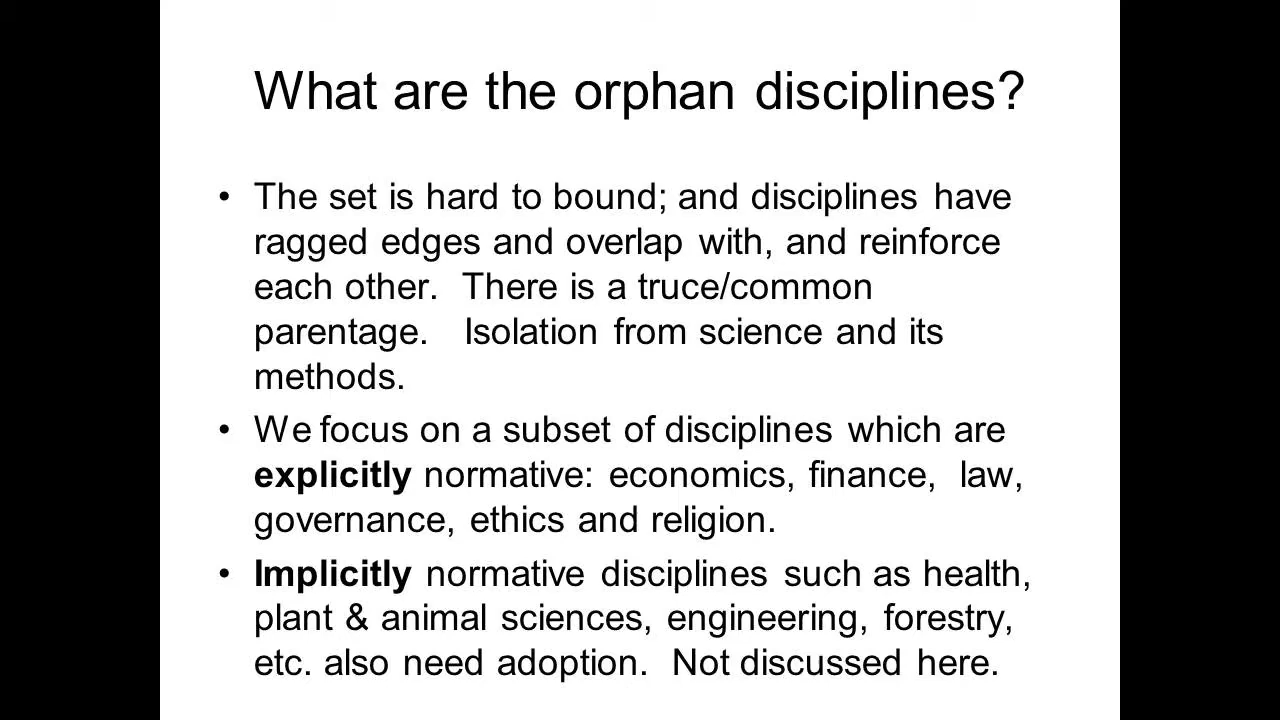 What are the orphan disciplines?
• The set is hard to bound; and disciplines have
ragged edges and overlap with, and reinforce
each other. There is a truce/common
parentage. Isolation from science and its
methods.
• We focus on a subset of disciplines which are
explicitly normative: economics, finance, law,
governance, ethics and religion.
• Implicitly normative disciplines such as health,
plant & animal sciences, engineering, forestry,
etc. also need adoption. Not discussed here.